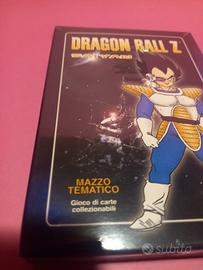 DRAGON BALL Z
MAZZO
TEMATICO
Gioco di carte
collezionabili
subito